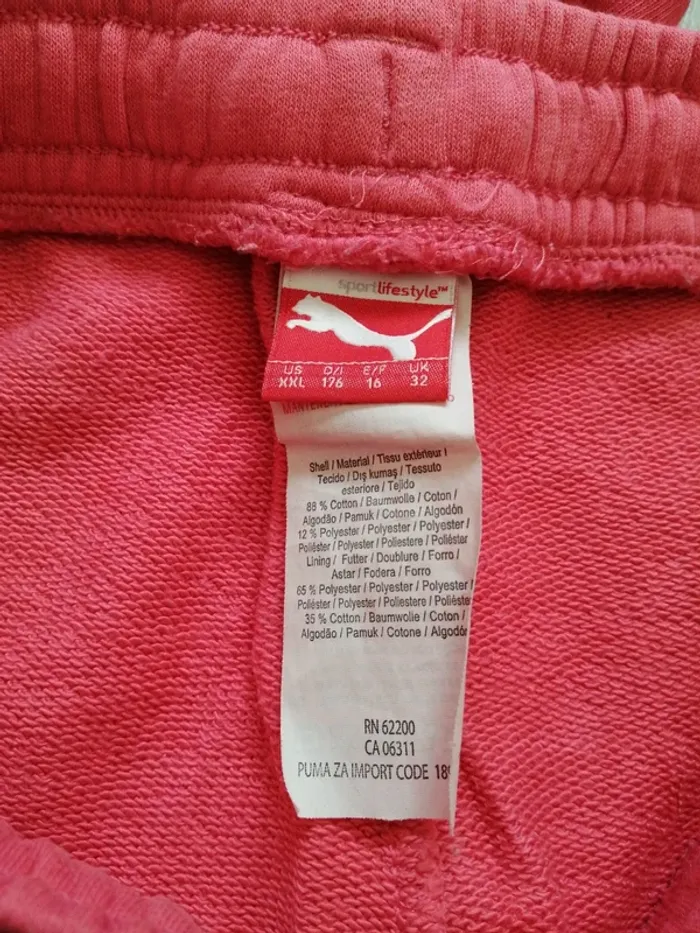 sportlifestyle™
US D/I E/F UK
XXL 176 16 32
Shell / Material / Tissu extérieur /
Tecido / Dış kumaş / Tessuto
esteriore / Tejido
88 % Cotton / Baumwolle / Coton /
Algodão / Pamuk / Cotone / Algodón
12 % Polyester / Polyester / Polyester /
Poliéster / Polyester / Poliestere / Poliéster
Lining / Futter / Doublure / Forro /
Astar / Fodera / Forro
65 % Polyester / Polyester / Polyester /
Poliéster / Polyester / Poliestere /
35 % Cotton / Baumwolle / Coton /
Algodão / Pamuk / Cotone /
RN 62200
CA 06311
PUMA ZA IMPORT CODE